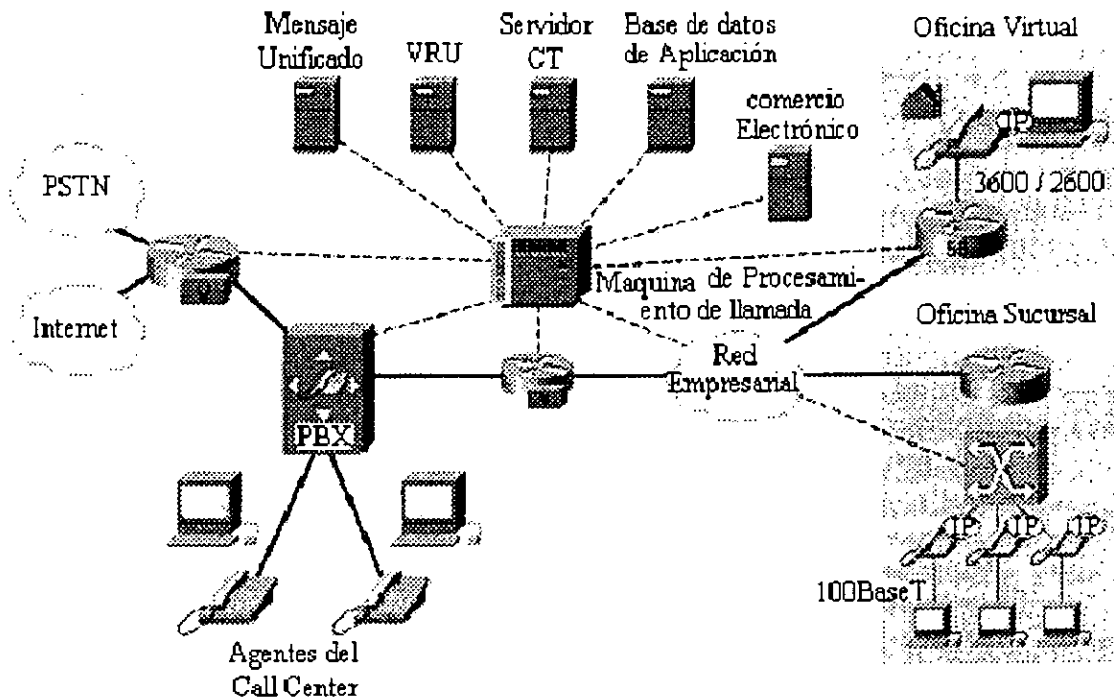 Mensaje
Unificado
VRU
Servidor
CT
Base de datos
de Aplicación
comercio
Electrónico
Oficina Virtual
IP
3600 / 2600
PSTN
Internet
Maquina de Procesami-
ento de llamada
Red
Empresarial
Oficina Sucursal
PBX
IP
IP
IP
100BaseT
Agentes del
Call Center